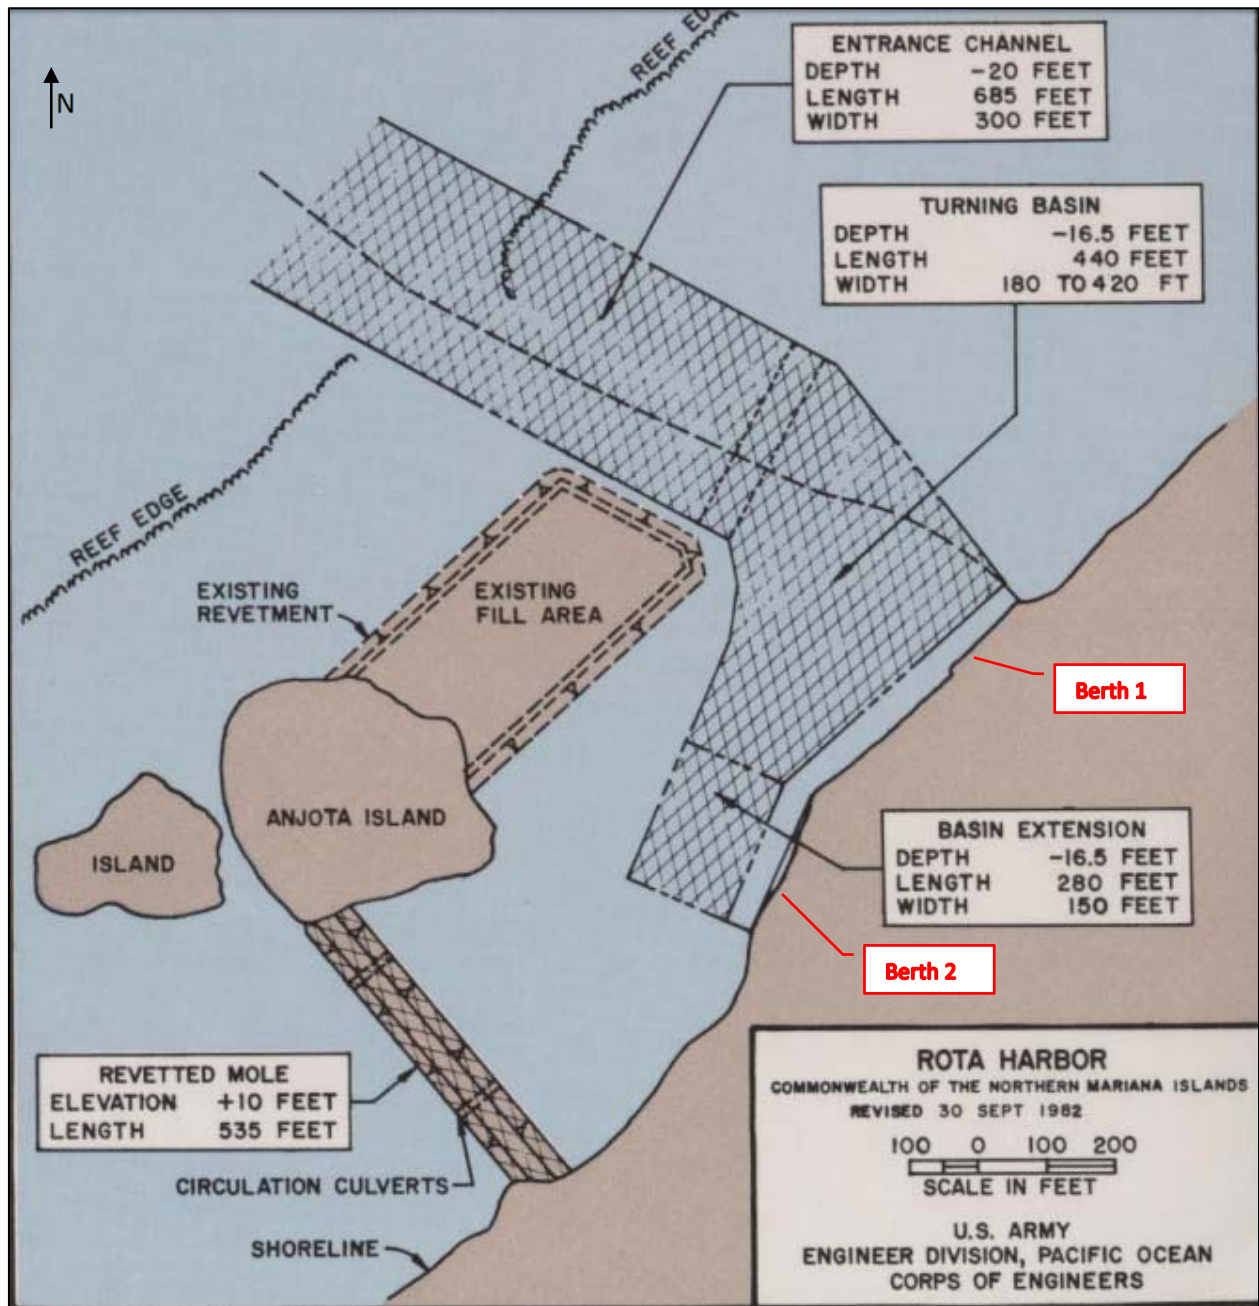 REEF ED
N
ENTRANCE CHANNEL
DEPTH -20 FEET
LENGTH 685 FEET
WIDTH 300 FEET
TURNING BASIN
DEPTH -16.5 FEET
LENGTH 440 FEET
WIDTH 180 TO 420 FT
REEF EDGE
EXISTING
REVETMENT
EXISTING
FILL AREA
Berth 1
ANJOTA ISLAND
ISLAND
BASIN EXTENSION
DEPTH -16.5 FEET
LENGTH 280 FEET
WIDTH 150 FEET
Berth 2
REVETTED MOLE
ELEVATION +10 FEET
LENGTH 535 FEET
CIRCULATION CULVERTS
SHORELINE
ROTA HARBOR
COMMONWEALTH OF THE NORTHERN MARIANA ISLANDS
REVISED 30 SEPT 1982
100 0 100 200
SCALE IN FEET
U.S. ARMY
ENGINEER DIVISION, PACIFIC OCEAN
CORPS OF ENGINEERS